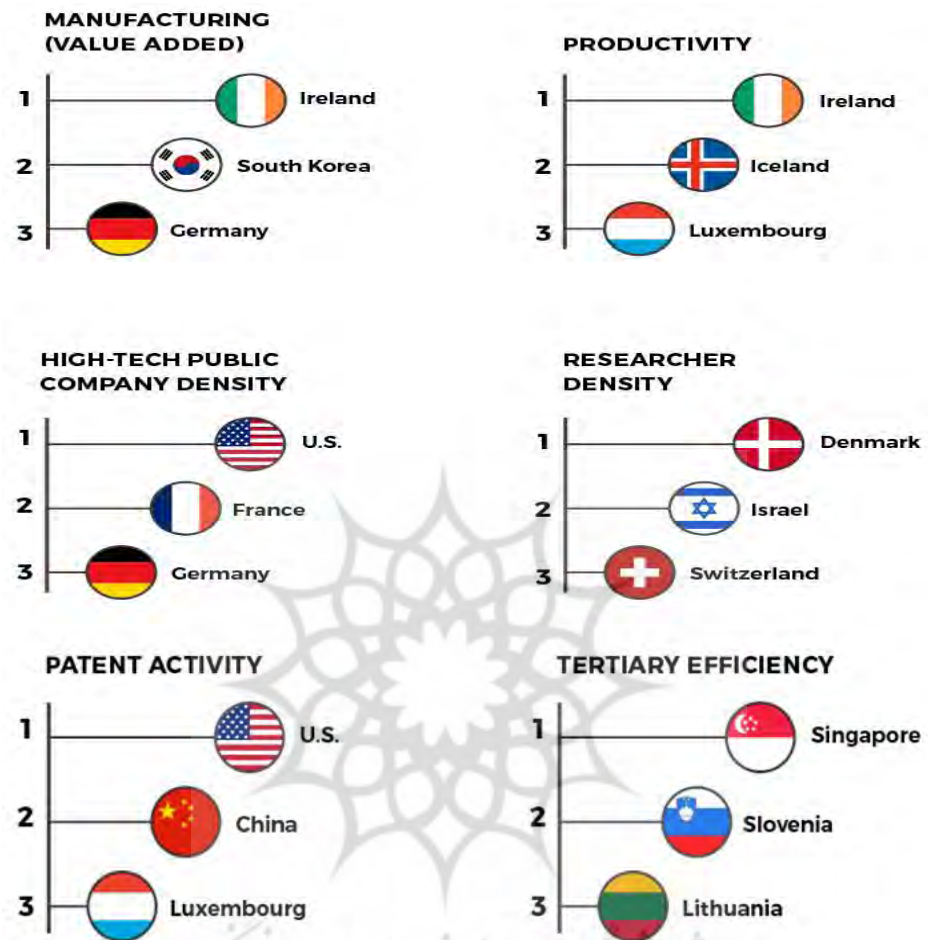 MANUFACTURING
(VALUE ADDED)
1 Ireland
2 South Korea
3 Germany
PRODUCTIVITY
1 Ireland
2 Iceland
3 Luxembourg
HIGH-TECH PUBLIC
COMPANY DENSITY
1 U.S.
2 France
3 Germany
RESEARCHER
DENSITY
1 Denmark
2 Israel
3 Switzerland
PATENT ACTIVITY
1 U.S.
2 China
3 Luxembourg
TERTIARY EFFICIENCY
1 Singapore
2 Slovenia
3 Lithuania